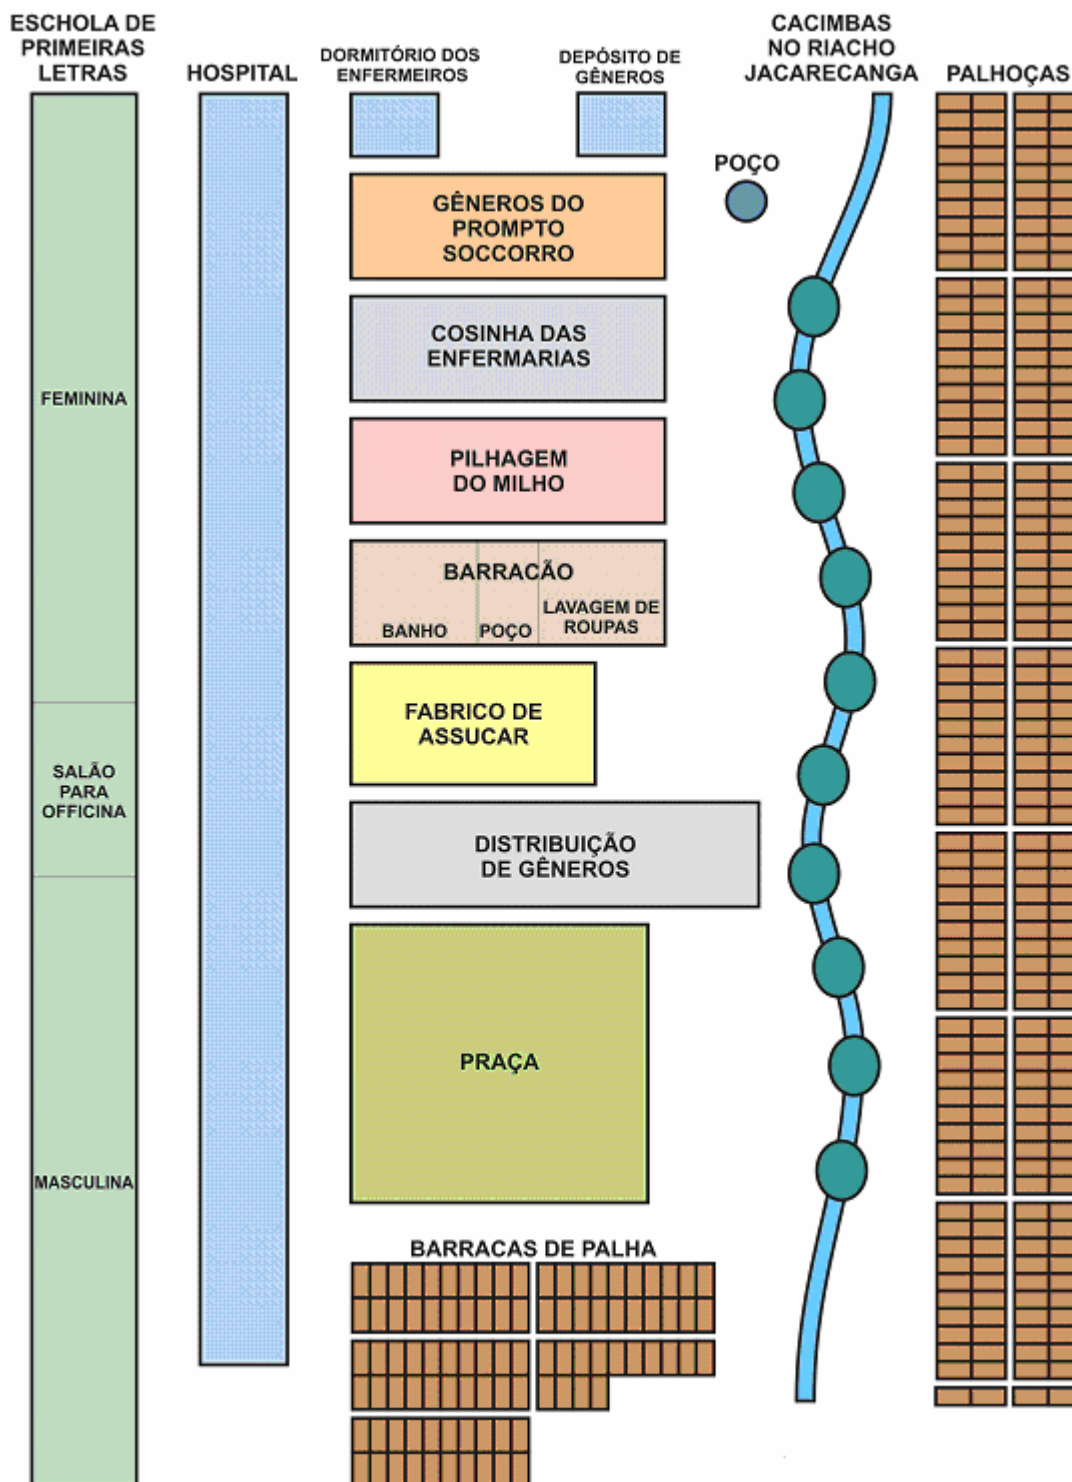 ESCHOLA DE
PRIMEIRAS
LETRAS
HOSPITAL
DORMITÓRIO DOS
ENFERMEIROS
DEPÓSITO DE
GÊNEROS
CACIMBAS
NO RIACHO
JACARECANGA
PALHOÇAS
POÇO
GÊNEROS DO
PROMPTO
SOCCORRO
COSINHA DAS
ENFERMARIAS
FEMININA
PILHAGEM
DO MILHO
BARRACÃO
BANHO
POÇO
LAVAGEM DE
ROUPAS
FABRICO DE
ASSUCAR
SALÃO
PARA
OFFICINA
DISTRIBUIÇÃO
DE GÊNEROS
PRAÇA
MASCULINA
BARRACAS DE PALHA